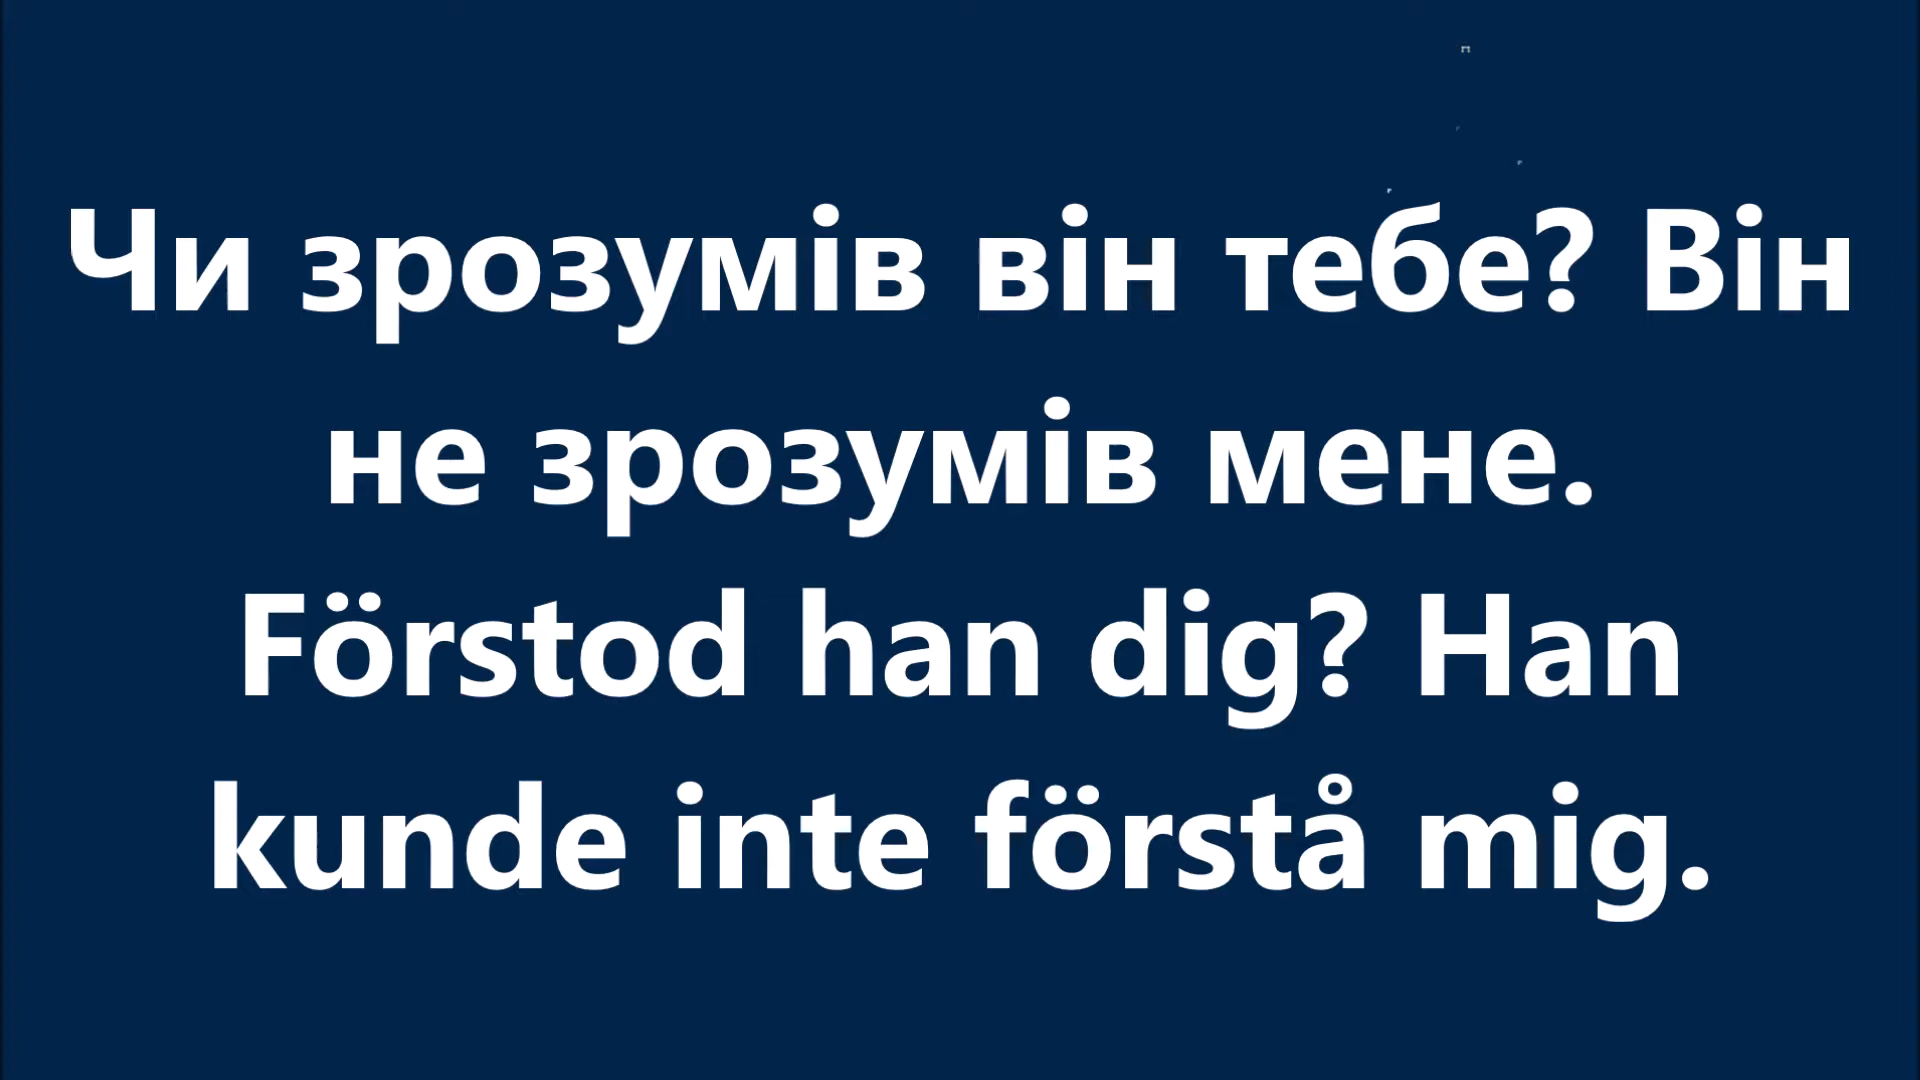 Чи зрозумів він тебе? Він
не зрозумів мене.
Förstod han dig? Han
kunde inte förstå mig.